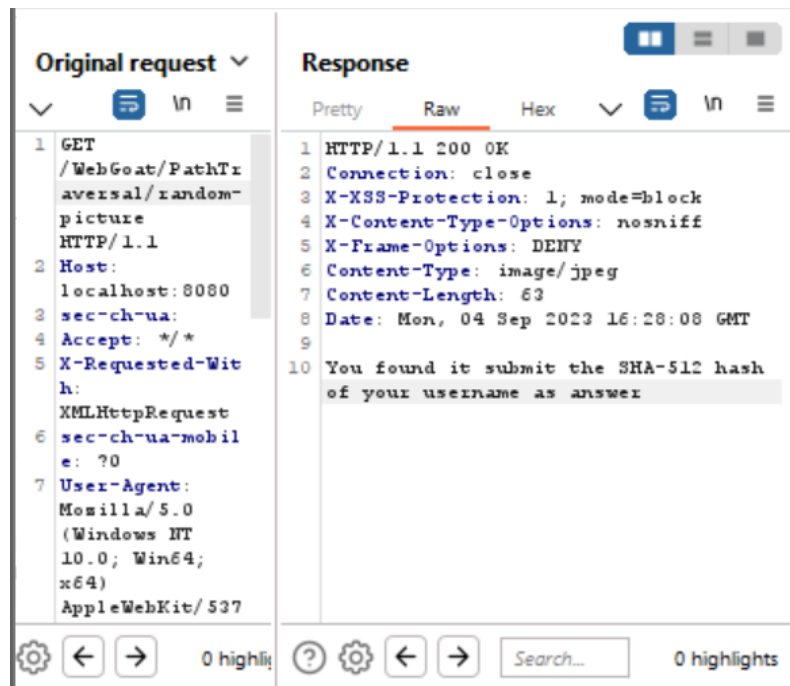 Original request
\n
1 GET
/WebGoat/PathTr
aversal/random-
picture
HTTP/1.1
2 Host:
localhost:8080
3 sec-ch-ua:
4 Accept: */*
5 X-Requested-Wit
h:
XMLHttpRequest
6 sec-ch-ua-mobil
e: ?0
7 User-Agent:
Mozilla/5.0
(Windows NT
10.0; Win64;
x64)
AppleWebKit/537
0 highlig
Response
Pretty Raw Hex \n
1 HTTP/1.1 200 OK
2 Connection: close
3 X-XSS-Protection: 1; mode=block
4 X-Content-Type-Options: nosniff
5 X-Frame-Options: DENY
6 Content-Type: image/jpeg
7 Content-Length: 63
8 Date: Mon, 04 Sep 2023 16:28:08 GMT
9
10 You found it submit the SHA-512 hash
of your username as answer
Search... 0 highlights